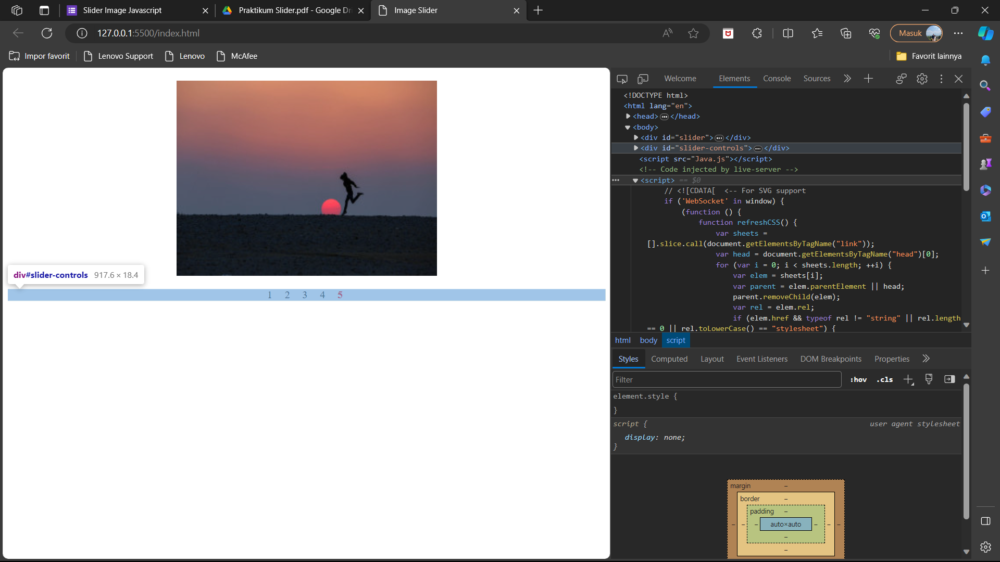 Slider Image Javascript
Praktikum Slider.pdf - Google Dri
Image Slider
127.0.0.1:5500/index.html
Masuk
Impor favorit
Lenovo Support
Lenovo
McAfee
Favorit lainnya
div#slider-controls 917.6 × 18.4
1 2 3 4 5
Welcome
Elements
Console
Sources
<!DOCTYPE html>
<html lang="en">
<head>…</head>
<body>
<div id="slider">…</div>
<div id="slider-controls">…</div>
<script src="Java.js"></script>
<!-- Code injected by live-server -->
<script> == $0
// <![CDATA[  <-- For SVG support
if ('WebSocket' in window) {
(function () {
function refreshCSS() {
var sheets =
[].slice.call(document.getElementsByTagName("link"));
var head = document.getElementsByTagName("head")[0];
for (var i = 0; i < sheets.length; ++i) {
var elem = sheets[i];
var parent = elem.parentElement || head;
parent.removeChild(elem);
var rel = elem.rel;
if (elem.href && typeof rel != "string" || rel.length
== 0 || rel.toLowerCase() == "stylesheet") {
html body script
Styles
Computed
Layout
Event Listeners
DOM Breakpoints
Properties
Filter
:hov
.cls
element.style {
}
script {
user agent stylesheet
display: none;
}
margin –
border –
padding –
– – – auto×auto – – –
–
–